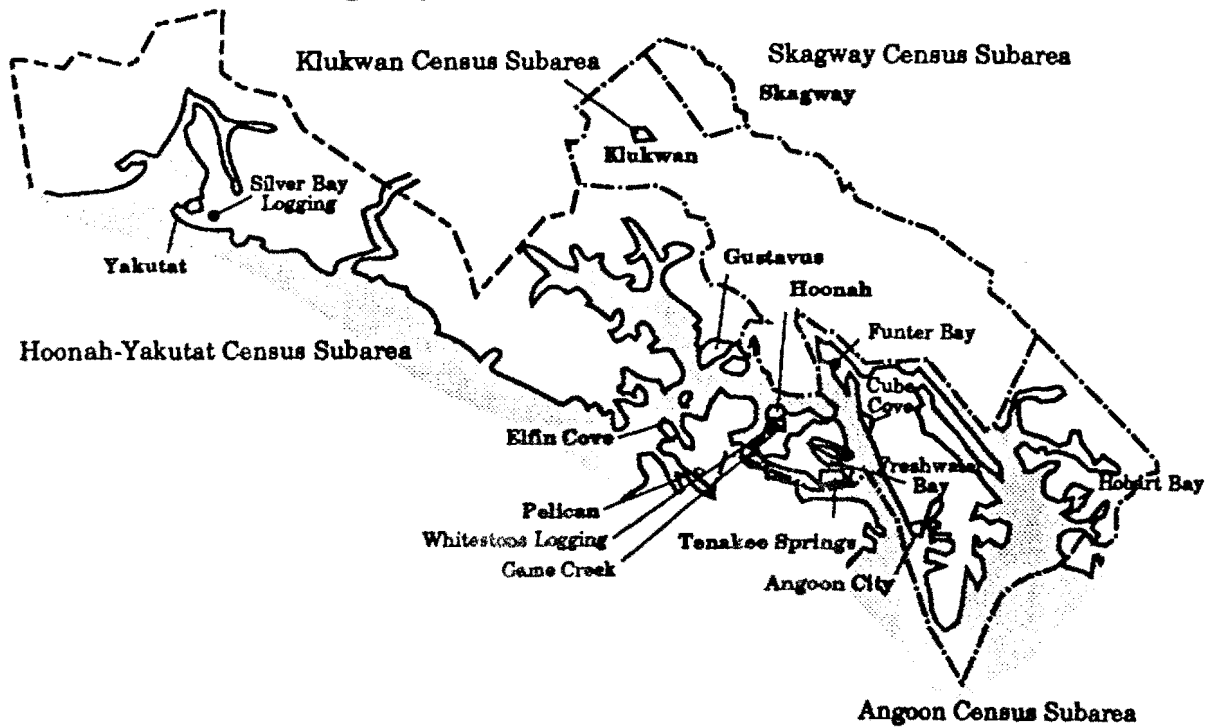 Klukwan Census Subarea
Skagway Census Subarea
Skagway
Klukwan
Silver Bay
Logging
Yakutat
Gustavus
Hoonah
Hoonah-Yakutat Census Subarea
Funter Bay
Cube
Cove
Elfin Cove
Freshwater
Bay
Hobart Bay
Pelican
Whitestone Logging
Tenakee Springs
Game Creek
Angoon City
Angoon Census Subarea